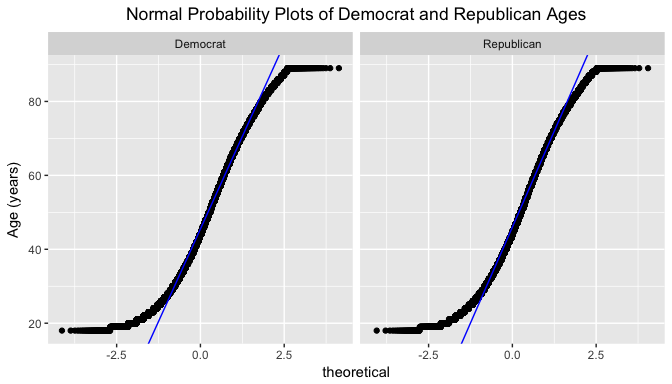 Normal Probability Plots of Democrat and Republican Ages
Democrat
Republican
80
60
40
20
Age (years)
-2.5 0.0 2.5
-2.5 0.0 2.5
theoretical